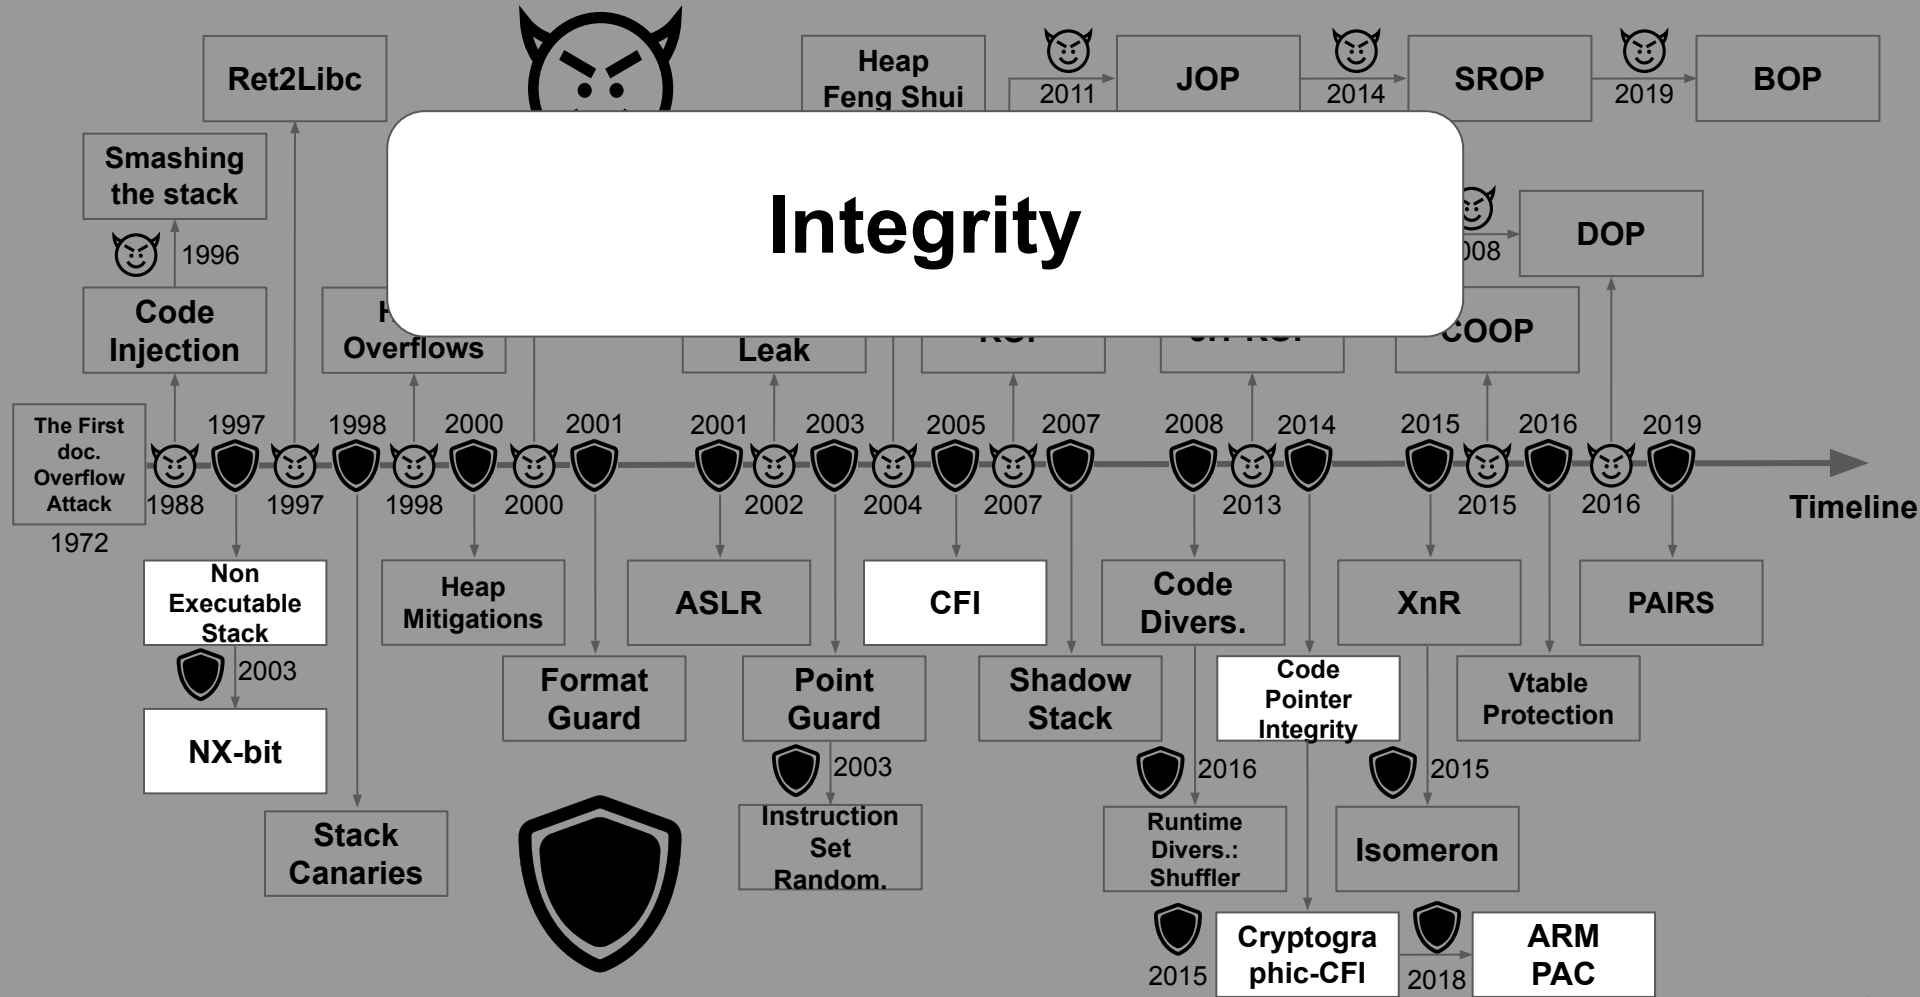 Ret2Libc
Heap
Feng Shui
2011
JOP
2014
SROP
2019
BOP
Smashing
the stack
1996
Integrity
DOP
Code
Injection
Overflows
Leak
COOP
The First
doc.
Overflow
Attack
1972
1997
1998
2000
2001
2001
2003
2005
2007
2008
2014
2015
2016
2019
1988
1997
1998
2000
2002
2004
2007
2013
2015
2016
Timeline
Non
Executable
Stack
2003
NX-bit
Stack
Canaries
Heap
Mitigations
Format
Guard
ASLR
Point
Guard
2003
Instruction
Set
Random.
CFI
Shadow
Stack
Code
Divers.
2016
Runtime
Divers.:
Shuffler
Code
Pointer
Integrity
XnR
2015
Isomeron
Vtable
Protection
PAIRS
2015
Cryptogra
phic-CFI
2018
ARM
PAC